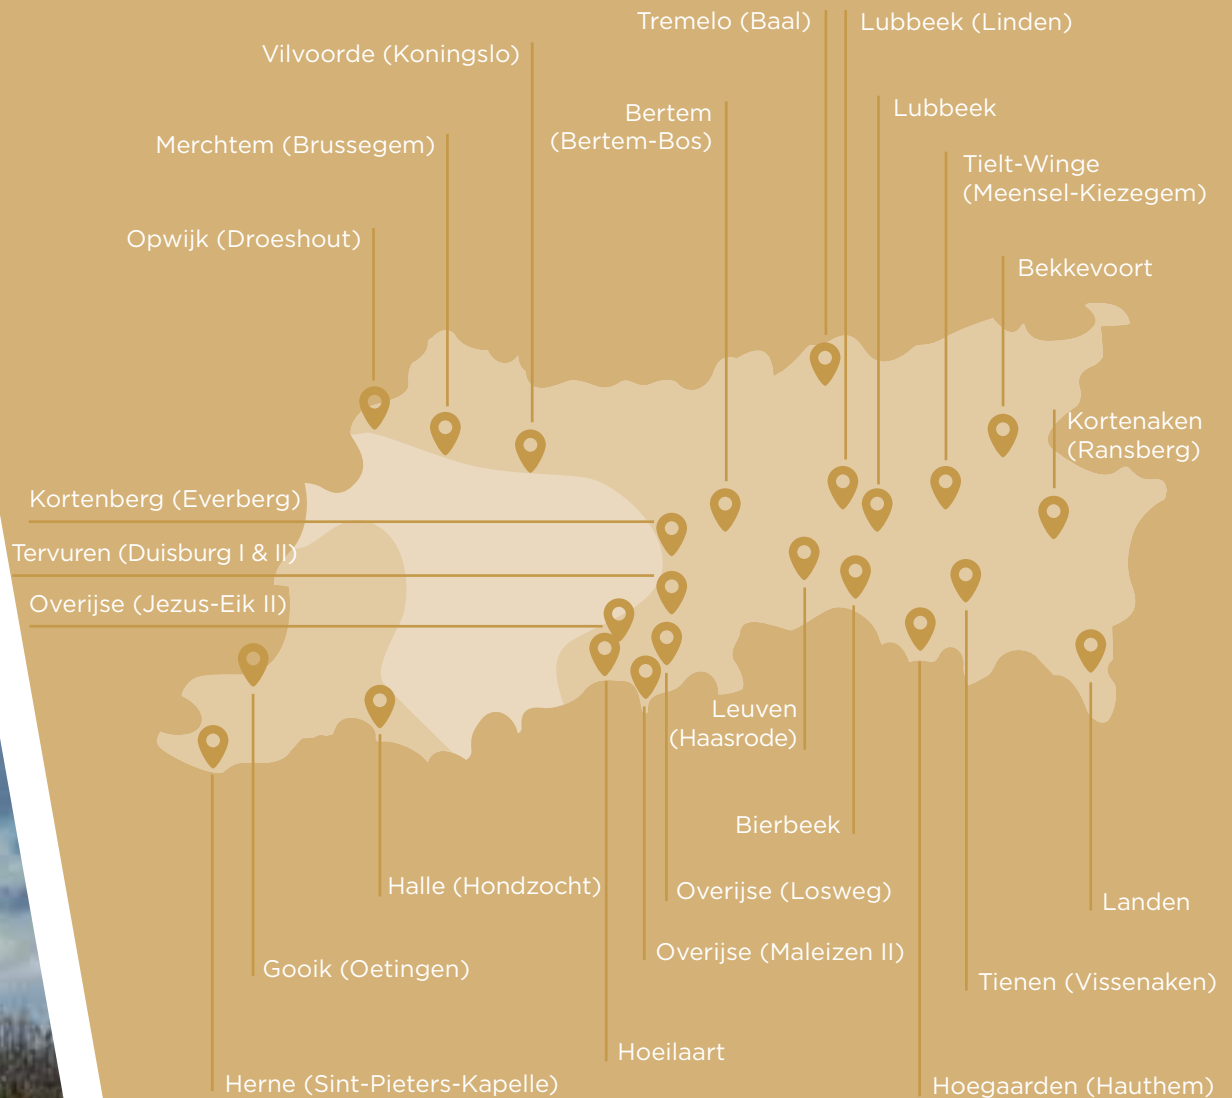 Tremelo (Baal)
Lubbeek (Linden)
Vilvoorde (Koningslo)
Bertem
(Bertem-Bos)
Lubbeek
Merchtem (Brussegem)
Tielt-Winge
(Meensel-Kiezegem)
Opwijk (Droeshout)
Bekkevoort
Kortenaken
(Ransberg)
Kortenberg (Everberg)
Tervuren (Duisburg I & II)
Overijse (Jezus-Eik II)
Leuven
(Haasrode)
Bierbeek
Halle (Hondzocht)
Overijse (Losweg)
Landen
Overijse (Maleizen II)
Gooik (Oetingen)
Tienen (Vissenaken)
Hoeilaart
Herne (Sint-Pieters-Kapelle)
Hoegaarden (Hauthem)